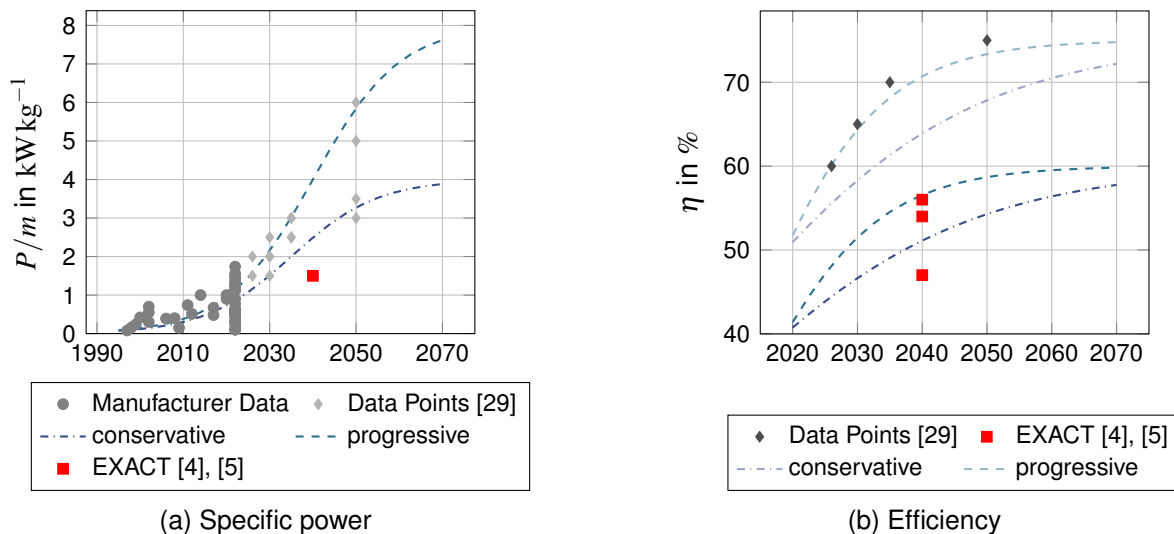 P/m in kW kg⁻¹
8
7
6
5
4
3
2
1
0
1990 2010 2030 2050 2070
Manufacturer Data Data Points [29]
conservative progressive
EXACT [4], [5]
(a) Specific power
η in %
70
60
50
40
2020 2030 2040 2050 2060 2070
Data Points [29] EXACT [4], [5]
conservative progressive
(b) Efficiency